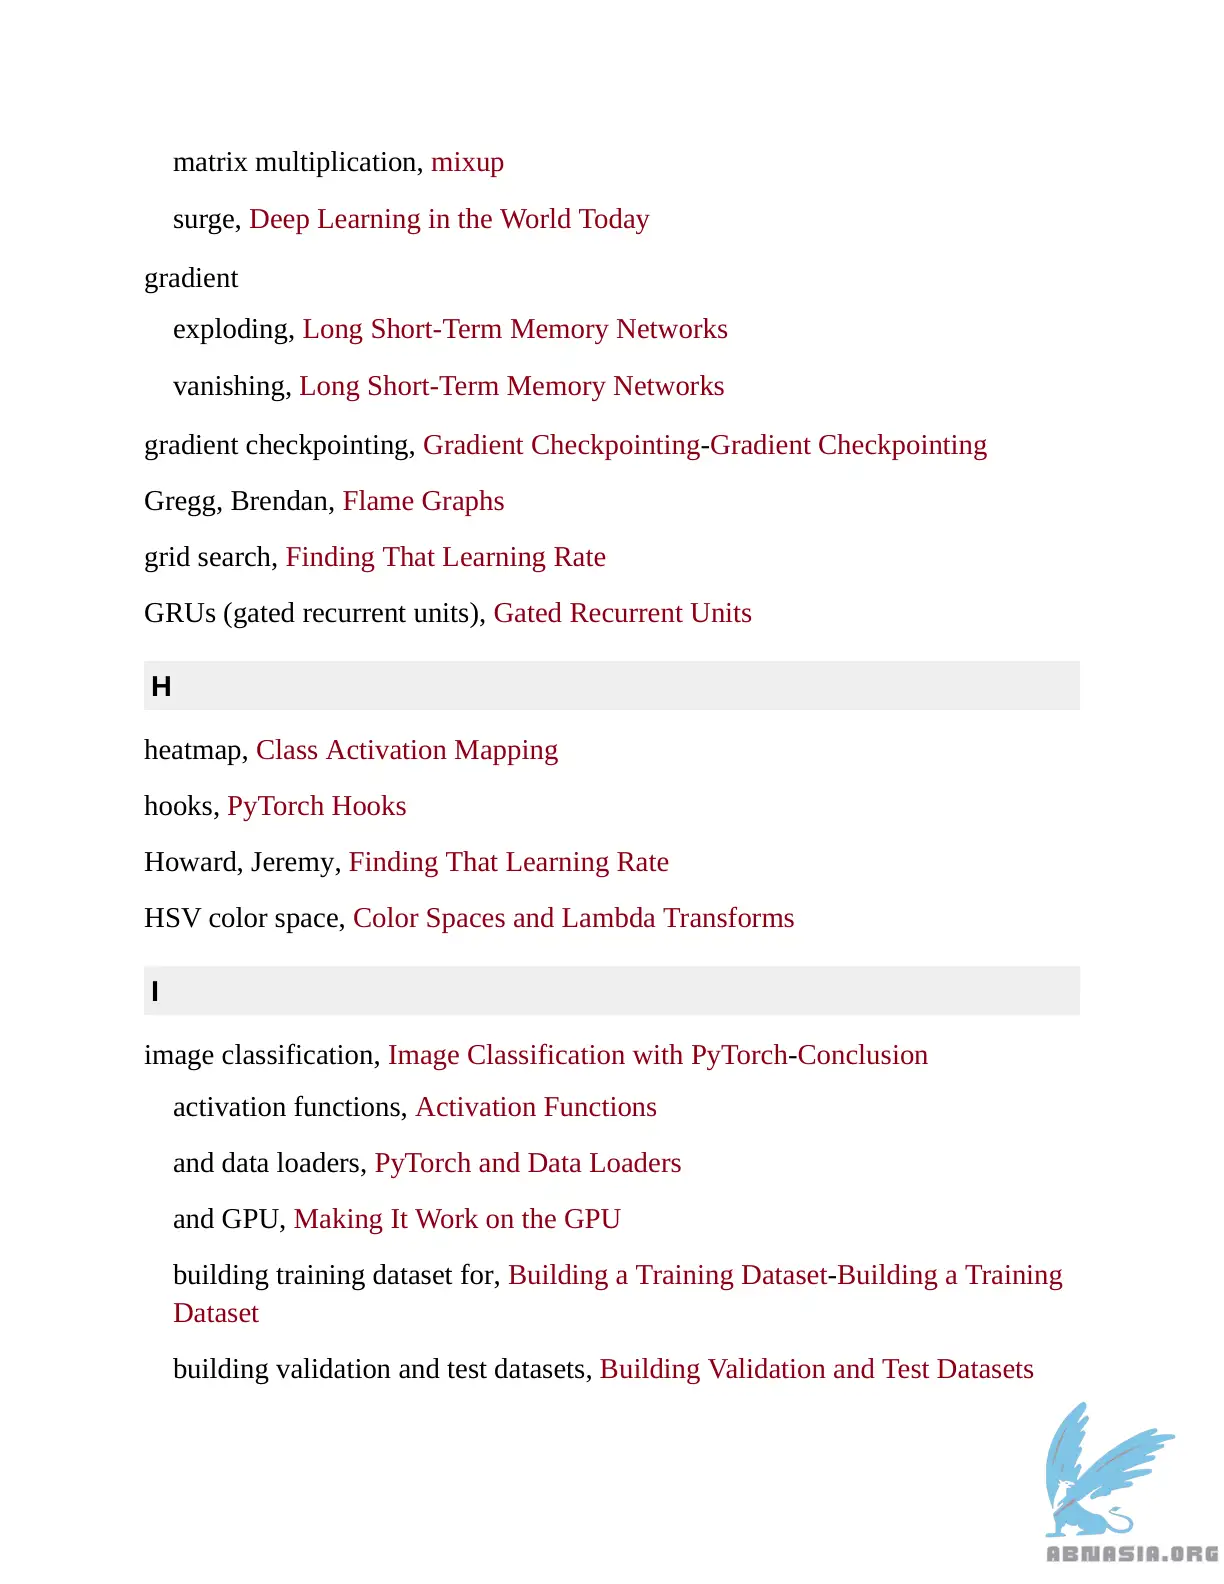 matrix multiplication, mixup
surge, Deep Learning in the World Today
gradient
exploding, Long Short-Term Memory Networks
vanishing, Long Short-Term Memory Networks
gradient checkpointing, Gradient Checkpointing-Gradient Checkpointing
Gregg, Brendan, Flame Graphs
grid search, Finding That Learning Rate
GRUs (gated recurrent units), Gated Recurrent Units
H
heatmap, Class Activation Mapping
hooks, PyTorch Hooks
Howard, Jeremy, Finding That Learning Rate
HSV color space, Color Spaces and Lambda Transforms
I
image classification, Image Classification with PyTorch-Conclusion
activation functions, Activation Functions
and data loaders, PyTorch and Data Loaders
and GPU, Making It Work on the GPU
building training dataset for, Building a Training Dataset-Building a Training
Dataset
building validation and test datasets, Building Validation and Test Datasets
ABNASIA.ORG